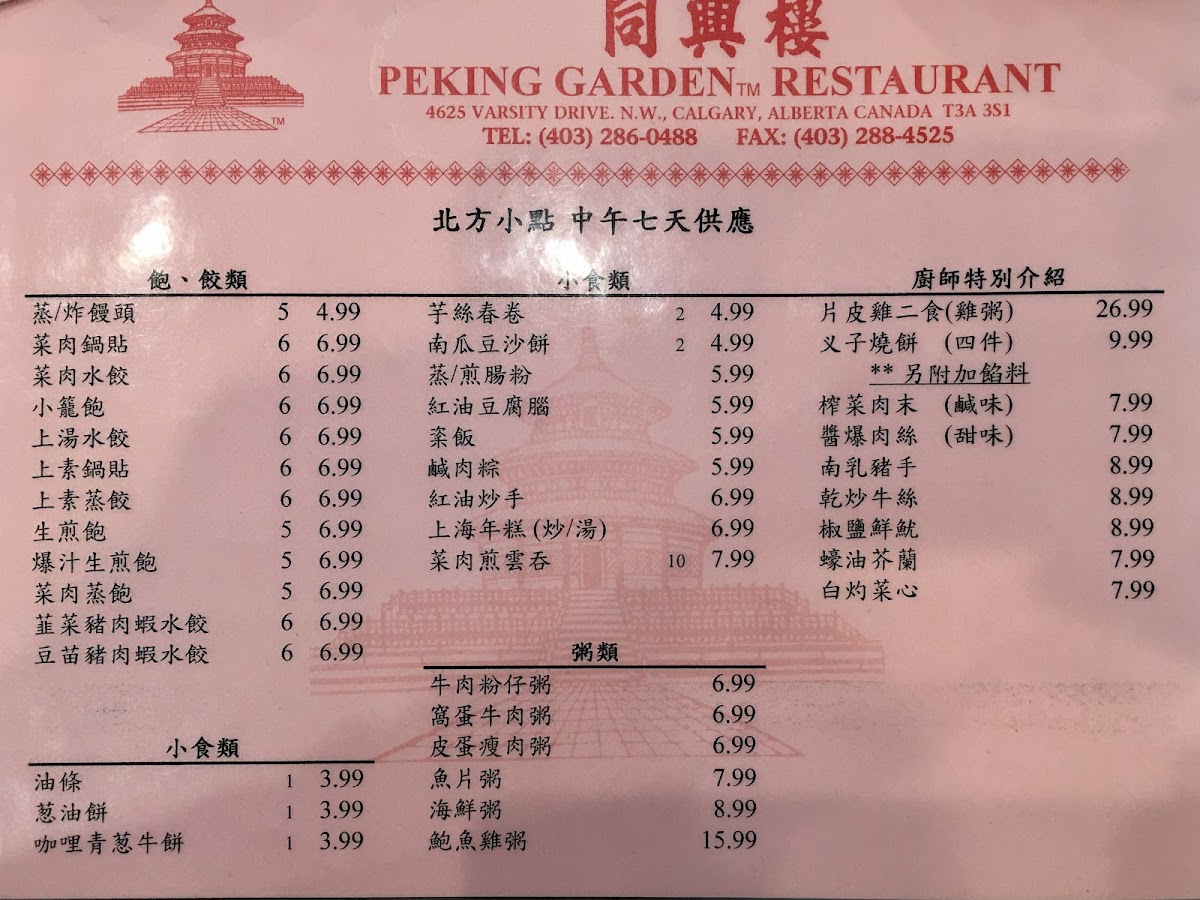 同興樓
PEKING GARDEN™ RESTAURANT
4625 VARSITY DRIVE. N.W., CALGARY, ALBERTA CANADA T3A 3S1
TEL: (403) 286-0488 FAX: (403) 288-4525
TM
北方小點 中午七天供應
飽、餃類
蒸/炸饅頭 5 4.99
菜肉鍋貼 6 6.99
菜肉水餃 6 6.99
小籠飽 6 6.99
上湯水餃 6 6.99
上素鍋貼 6 6.99
上素蒸餃 6 6.99
生煎飽 5 6.99
爆汁生煎飽 5 6.99
菜肉蒸飽 5 6.99
韮菜豬肉蝦水餃 6 6.99
豆苗豬肉蝦水餃 6 6.99
小食類
油條 1 3.99
葱油餅 1 3.99
咖哩青葱牛餅 1 3.99
小食類
芋絲春卷 2 4.99
南瓜豆沙餅 2 4.99
蒸/煎腸粉 5.99
紅油豆腐腦 5.99
粢飯 5.99
鹹肉粽 5.99
紅油炒手 6.99
上海年糕 (炒/湯) 6.99
菜肉煎雲吞 10 7.99
粥類
牛肉粉仔粥 6.99
窩蛋牛肉粥 6.99
皮蛋瘦肉粥 6.99
魚片粥 7.99
海鮮粥 8.99
鮑魚雞粥 15.99
廚師特別介紹
片皮雞二食(雞粥) 26.99
义子燒餅 (四件) 9.99
** 另附加餡料
榨菜肉末 (鹹味) 7.99
醬爆肉絲 (甜味) 7.99
南乳豬手 8.99
乾炒牛絲 8.99
椒鹽鮮魷 8.99
蠔油芥蘭 7.99
白灼菜心 7.99